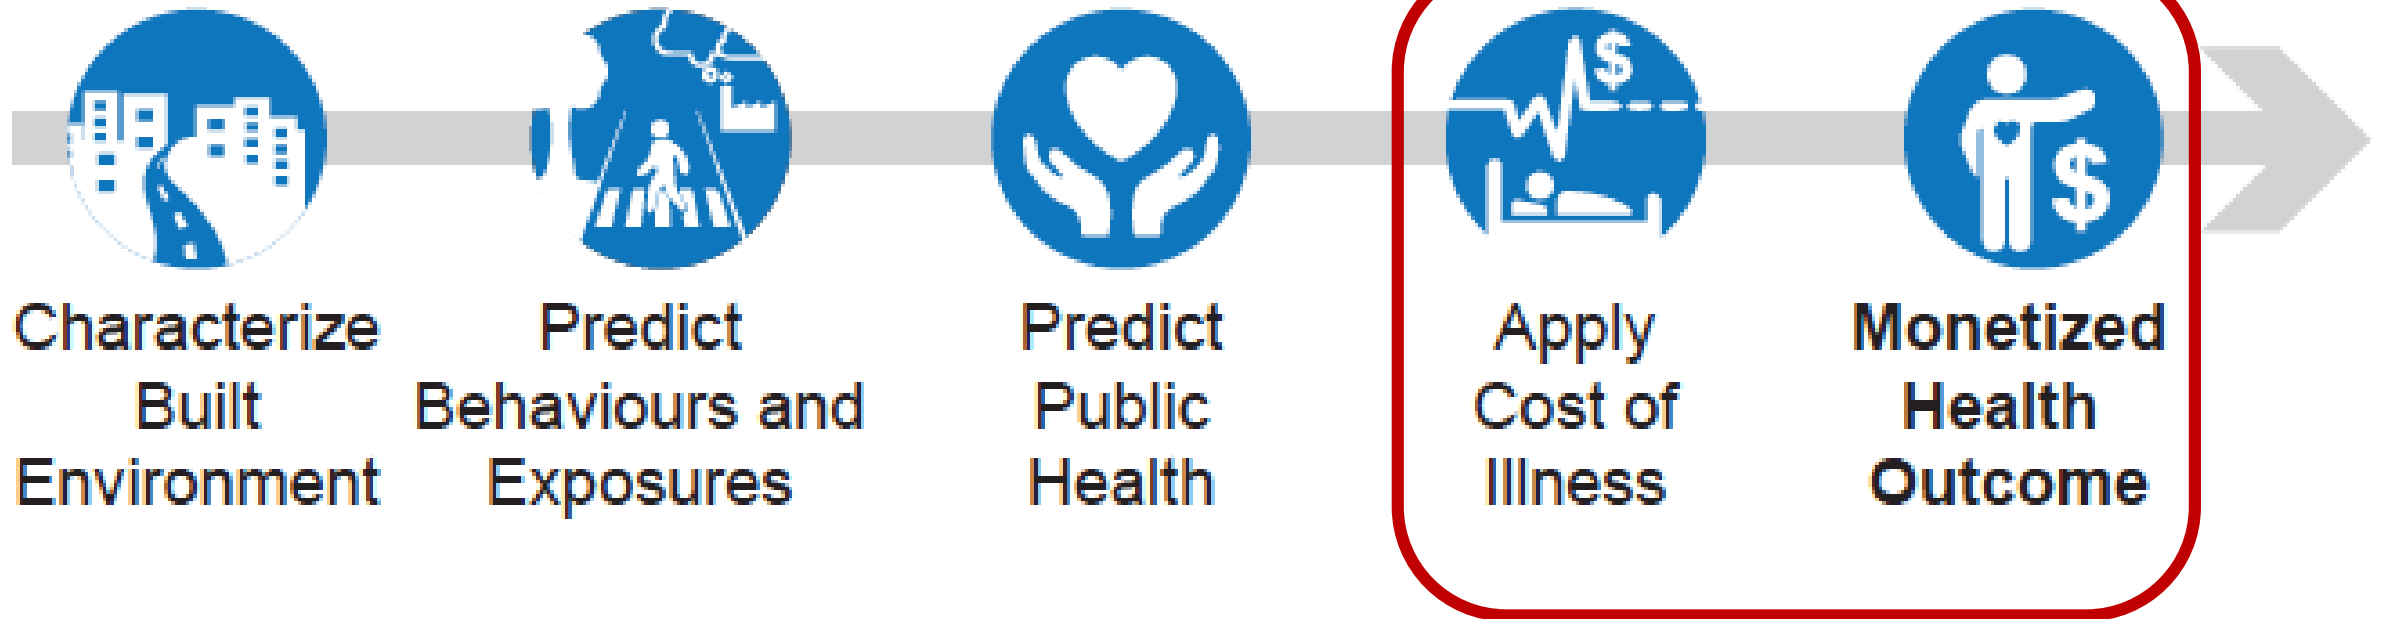 $
$
Characterize
Built
Environment
Predict
Behaviours and
Exposures
Predict
Public
Health
Apply
Cost of
Illness
Monetized
Health
Outcome